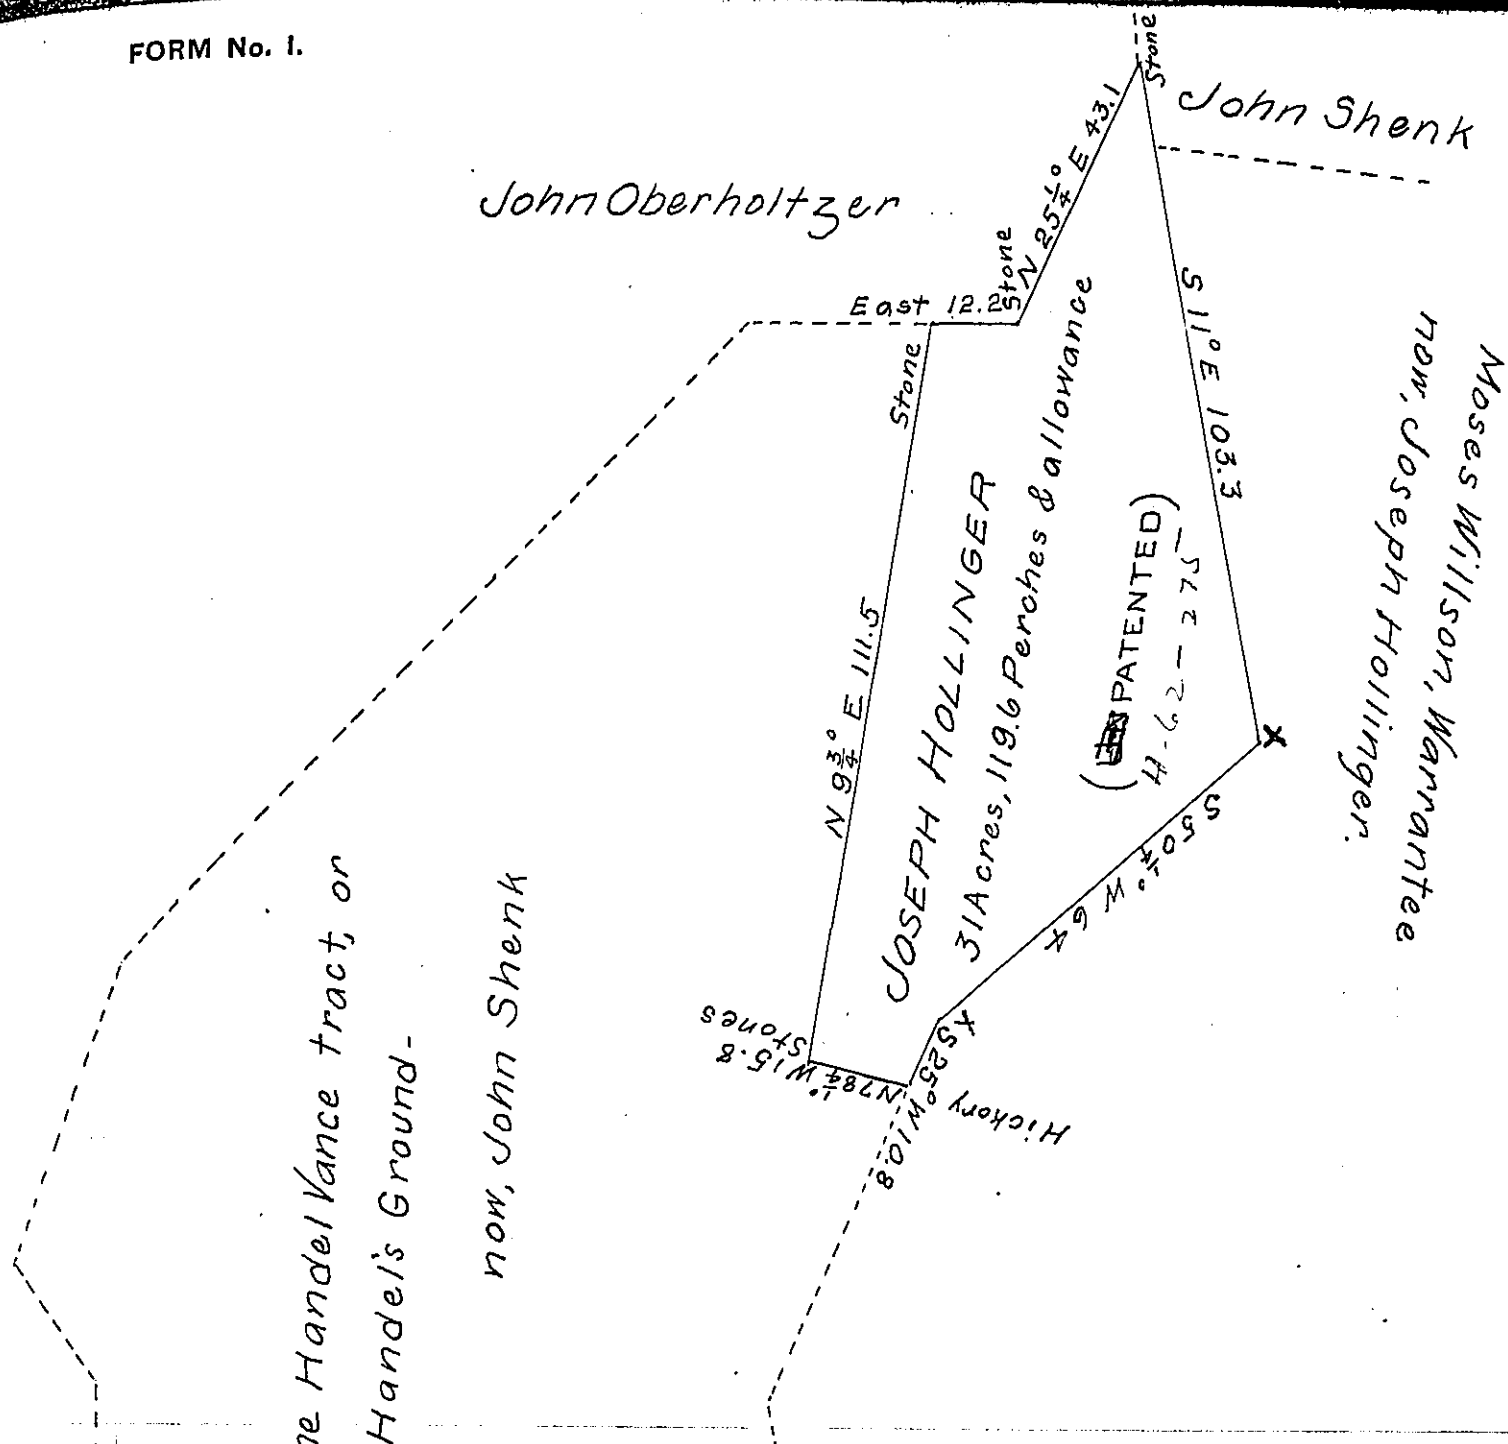 FORM No. 1.
Stone
John Shenk
John Oberholtzer
N 25¼° E 43.1
Stone
East 12.2
Stone
S 11° E 103.3
Moses Willson, Warrantee
now, Joseph Hollinger.
N 9¾° E 111.5
JOSEPH HOLLINGER
31 Acres, 119.6 Perches & allowance
(PATENTED)
H-62-275-
X
S 50¼° W 64
X
S 25° W 10.8
Hickory
N 78¼° W 15.8
Stones
Handel Vance tract, or
Handel's Ground-
now, John Shenk